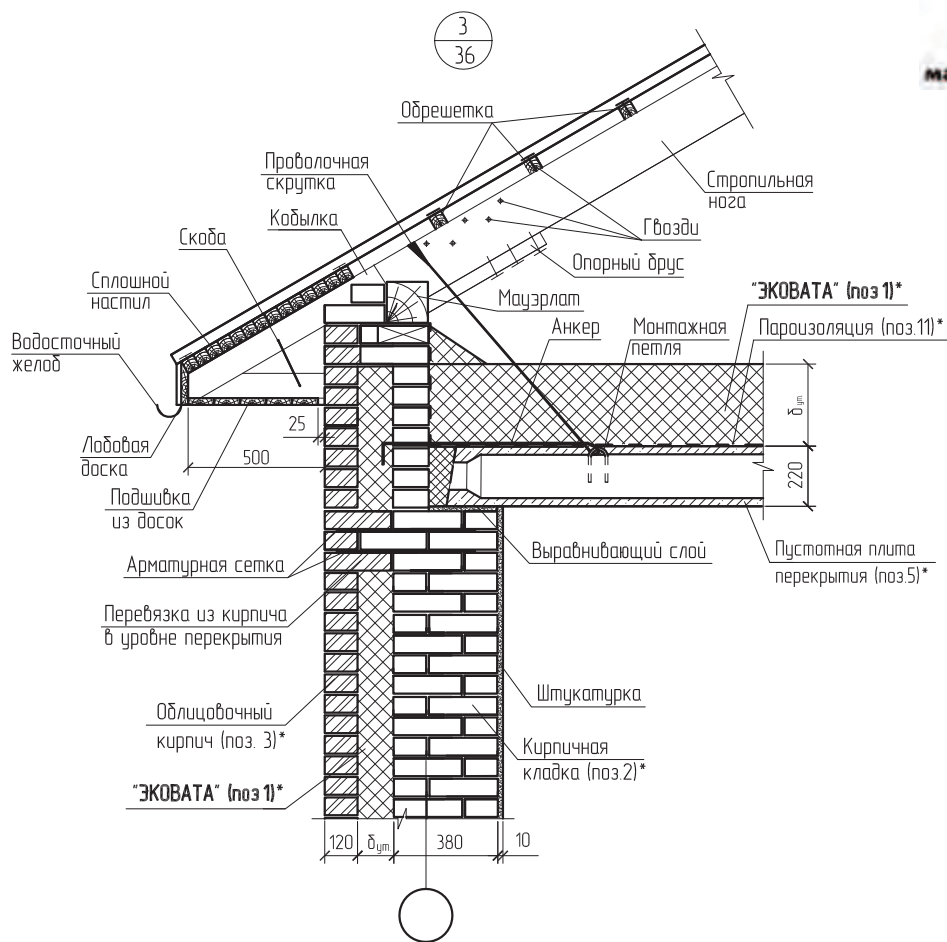 3
36
ма
Обрешетка
Проволочная
скрутка
Стропильная
нога
Кобылка
Гвозди
Скоба
Опорный брус
Сплошной
настил
Мауэрлат
"ЭКОВАТА" (поз 1)*
Водосточный
желоб
Анкер
Монтажная
петля
Пароизоляция (поз.11)*
δут.
25
Лобовая
доска
500
220
Подшивка
из досок
Выравнивающий слой
Пустотная плита
перекрытия (поз.5)*
Арматурная сетка
Перевязка из кирпича
в уровне перекрытия
Штукатурка
Облицовочный
кирпич (поз. 3)*
Кирпичная
кладка (поз.2)*
"ЭКОВАТА" (поз 1)*
120 δут. 380 10